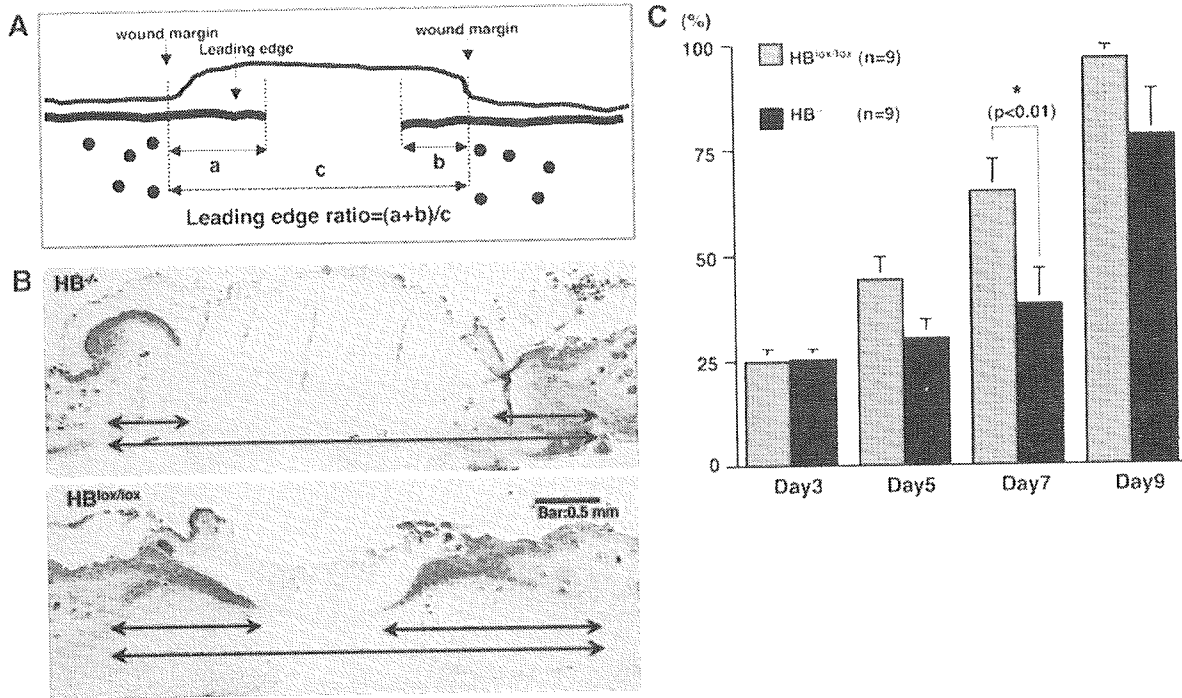 A
wound margin
Leading edge
wound margin
a
b
c
Leading edge ratio=(a+b)/c
B
HB-/-
HBlox/lox
Bar:0.5 mm
C
(%)
100
75
50
25
0
HBlox/lox (n=9)
HB-/- (n=9)
*
(p<0.01)
Day3
Day5
Day7
Day9